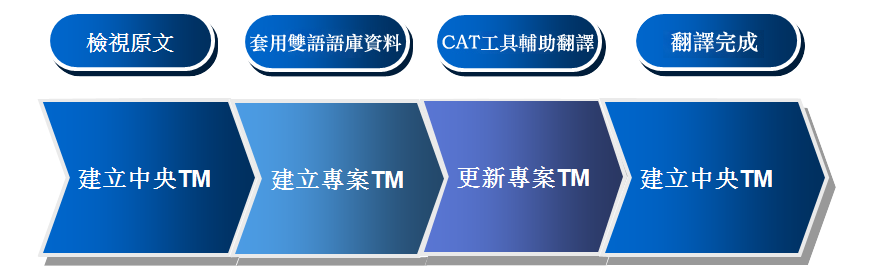 檢視原文
套用雙語語庫資料
CAT工具輔助翻譯
翻譯完成
建立中央TM
建立專案TM
更新專案TM
建立中央TM